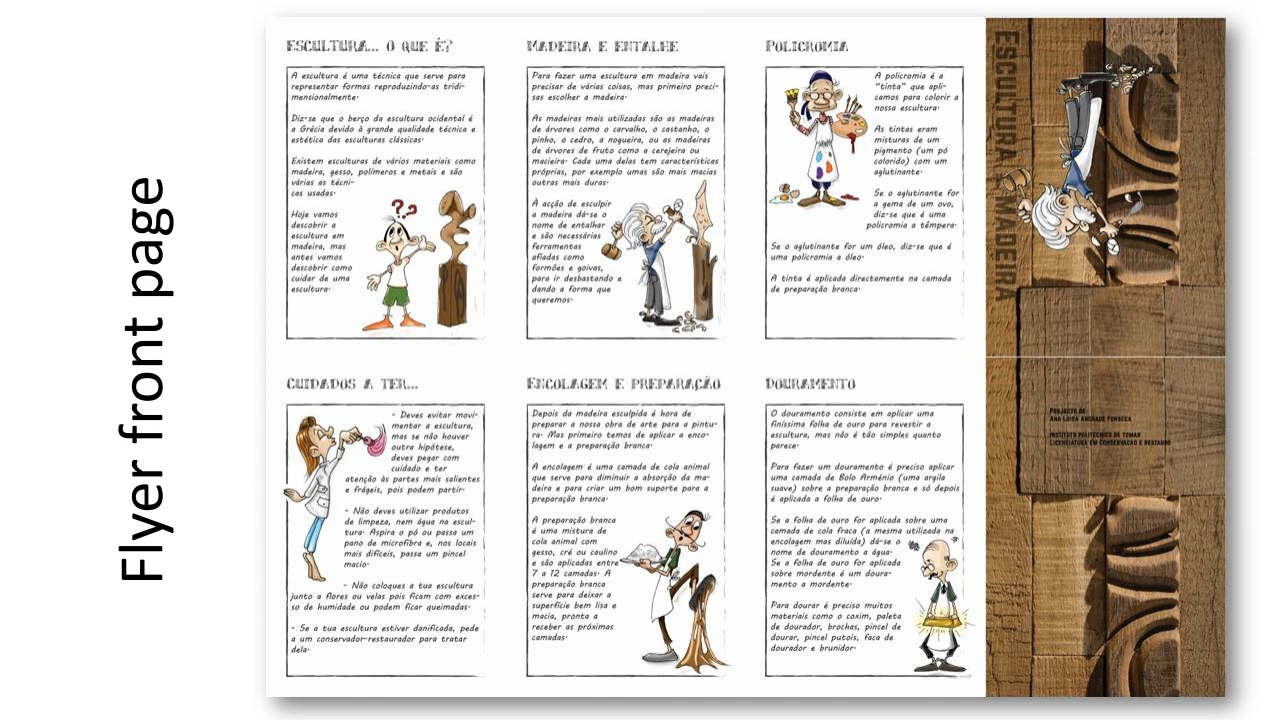 Flyer front page
ESCULTURA... O QUE É?
A escultura é uma técnica que serve para
representar formas reproduzindo-as tridi-
mensionalmente.
Diz-se que o berço da escultura ocidental é
a Grécia devido à grande qualidade técnica e
estética das esculturas clássicas.
Existem esculturas de vários materiais como
madeira, gesso, polímeros e metais e são
várias as técni-
cas usadas.
Hoje vamos
descobrir a
escultura em
madeira, mas
antes vamos
descobrir como
cuidar de uma
escultura.
MADEIRA E ENTALHE
Para fazer uma escultura em madeira vais
precisar de várias coisas, mas primeiro preci-
sas escolher a madeira.
As madeiras mais utilizadas são as madeiras
de árvores como o carvalho, o castanho, o
pinho, o cedro, a nogueira, ou as madeiras
de árvores de fruto como a cerejeira ou
macieira. Cada uma delas tem características
próprias, por exemplo umas são mais macias
outras mais duras.
À acção de esculpir
a madeira dá-se o
nome de entalhar
e são necessárias
ferramentas
afiadas como
formões e goivas,
para ir desbastando e
dando a forma que
queremos.
POLICROMIA
A policromia é a
"tinta" que apli-
camos para colorir a
nossa escultura.
As tintas eram
misturas de um
pigmento (um pó
colorido) com um
aglutinante.
Se o aglutinante for
a gema de um ovo,
diz-se que é uma
policromia a têmpera.
Se o aglutinante for um óleo, diz-se que é
uma policromia a óleo.
A tinta é aplicada directamente na camada
de preparação branca.
CUIDADOS A TER...
- Deves evitar movi-
mentar a escultura,
mas se não houver
outra hipótese,
deves pegar com
cuidado e ter
atenção às partes mais salientes
e frágeis, pois podem partir.
- Não deves utilizar produtos
de limpeza, nem água na escul-
tura. Aspira o pó ou passa um
pano de microfibra e, nos locais
mais difíceis, passa um pincel
macio.
- Não coloques a tua escultura
junto a flores ou velas pois ficam com exces-
so de humidade ou podem ficar queimadas.
- Se a tua escultura estiver danificada, pede
a um conservador-restaurador para tratar
dela.
ENCOLAGEM E PREPARAÇÃO
Depois da madeira esculpida é hora de
preparar a nossa obra de arte para a pintu-
ra. Mas primeiro temos de aplicar a enco-
lagem e a preparação branca.
A encolagem é uma camada de cola animal
que serve para diminuir a absorção da ma-
deira e para criar um bom suporte para a
preparação branca.
A preparação branca
é uma mistura de
cola animal com
gesso, cré ou caulino
e são aplicadas entre
7 a 12 camadas. A
preparação branca
serve para deixar a
superfície bem lisa e
macia, pronta a
receber as próximas
camadas.
DOURAMENTO
O douramento consiste em aplicar uma
finíssima folha de ouro para revestir a
escultura, mas não é tão simples quanto
parece.
Para fazer um douramento é preciso aplicar
uma camada de Bolo Arménio (uma argila
suave) sobre a preparação branca e só depois
é aplicada a folha de ouro.
Se a folha de ouro for aplicada sobre uma
camada de cola fraca (a mesma utilizada na
encolagem mas diluída) dá-se o
nome de douramento a água.
Se a folha de ouro for aplicada
sobre mordente é um doura-
mento a mordente.
Para dourar é preciso muitos
materiais como o coxim, paleta
de dourador, brochas, pincel de
dourar, pincel putois, faca de
dourador e brunidor.
ESCULTURA EM MADEIRA
PROJECTO DE:
ANA LUISA ANDRADE FONSECA
INSTITUTO POLITECNICO DE TOMAR
LICENCIATURA EM CONSERVAÇÃO E RESTAURO